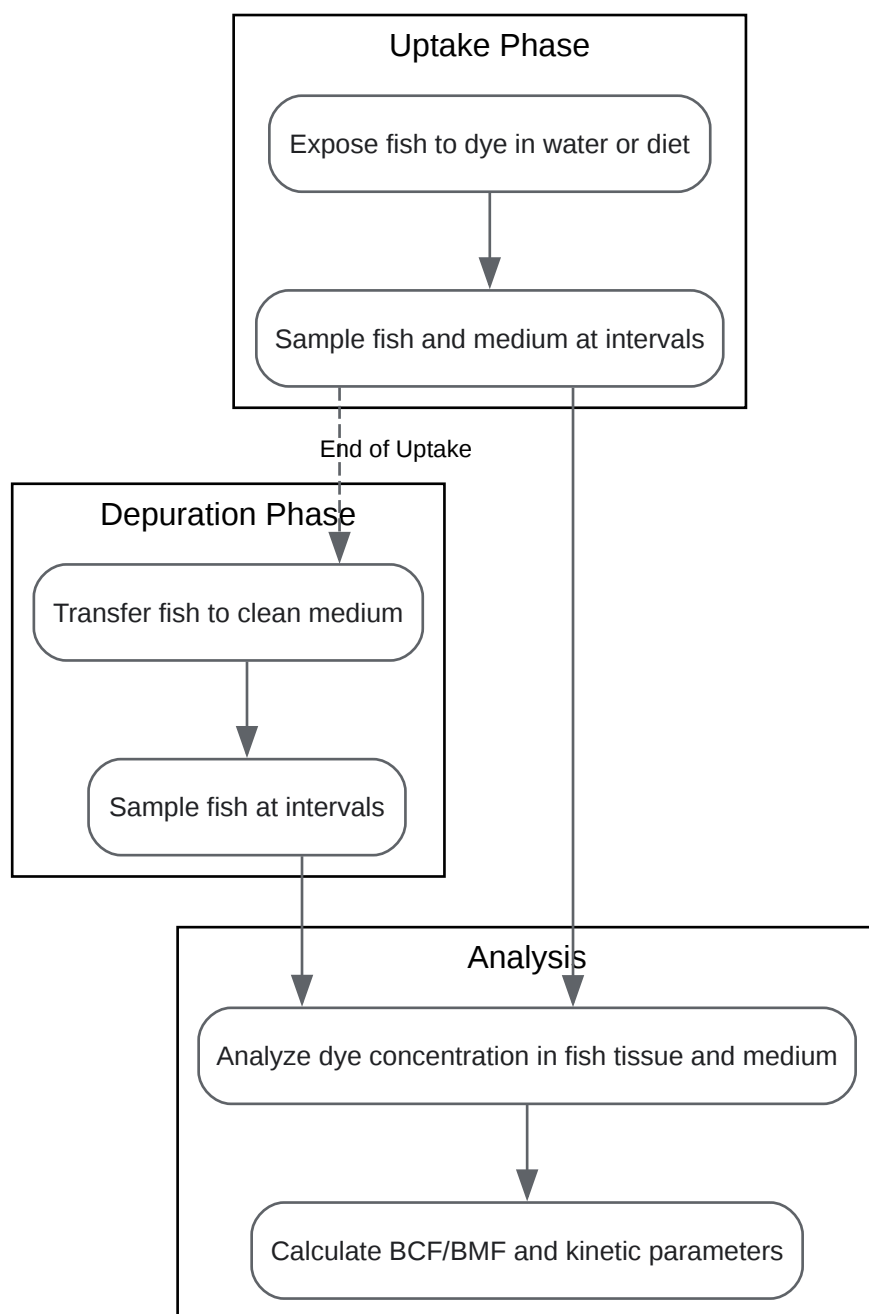 Uptake Phase
Expose fish to dye in water or diet
Sample fish and medium at intervals
End of Uptake
Depuration Phase
Transfer fish to clean medium
Sample fish at intervals
Analysis
Analyze dye concentration in fish tissue and medium
Calculate BCF/BMF and kinetic parameters